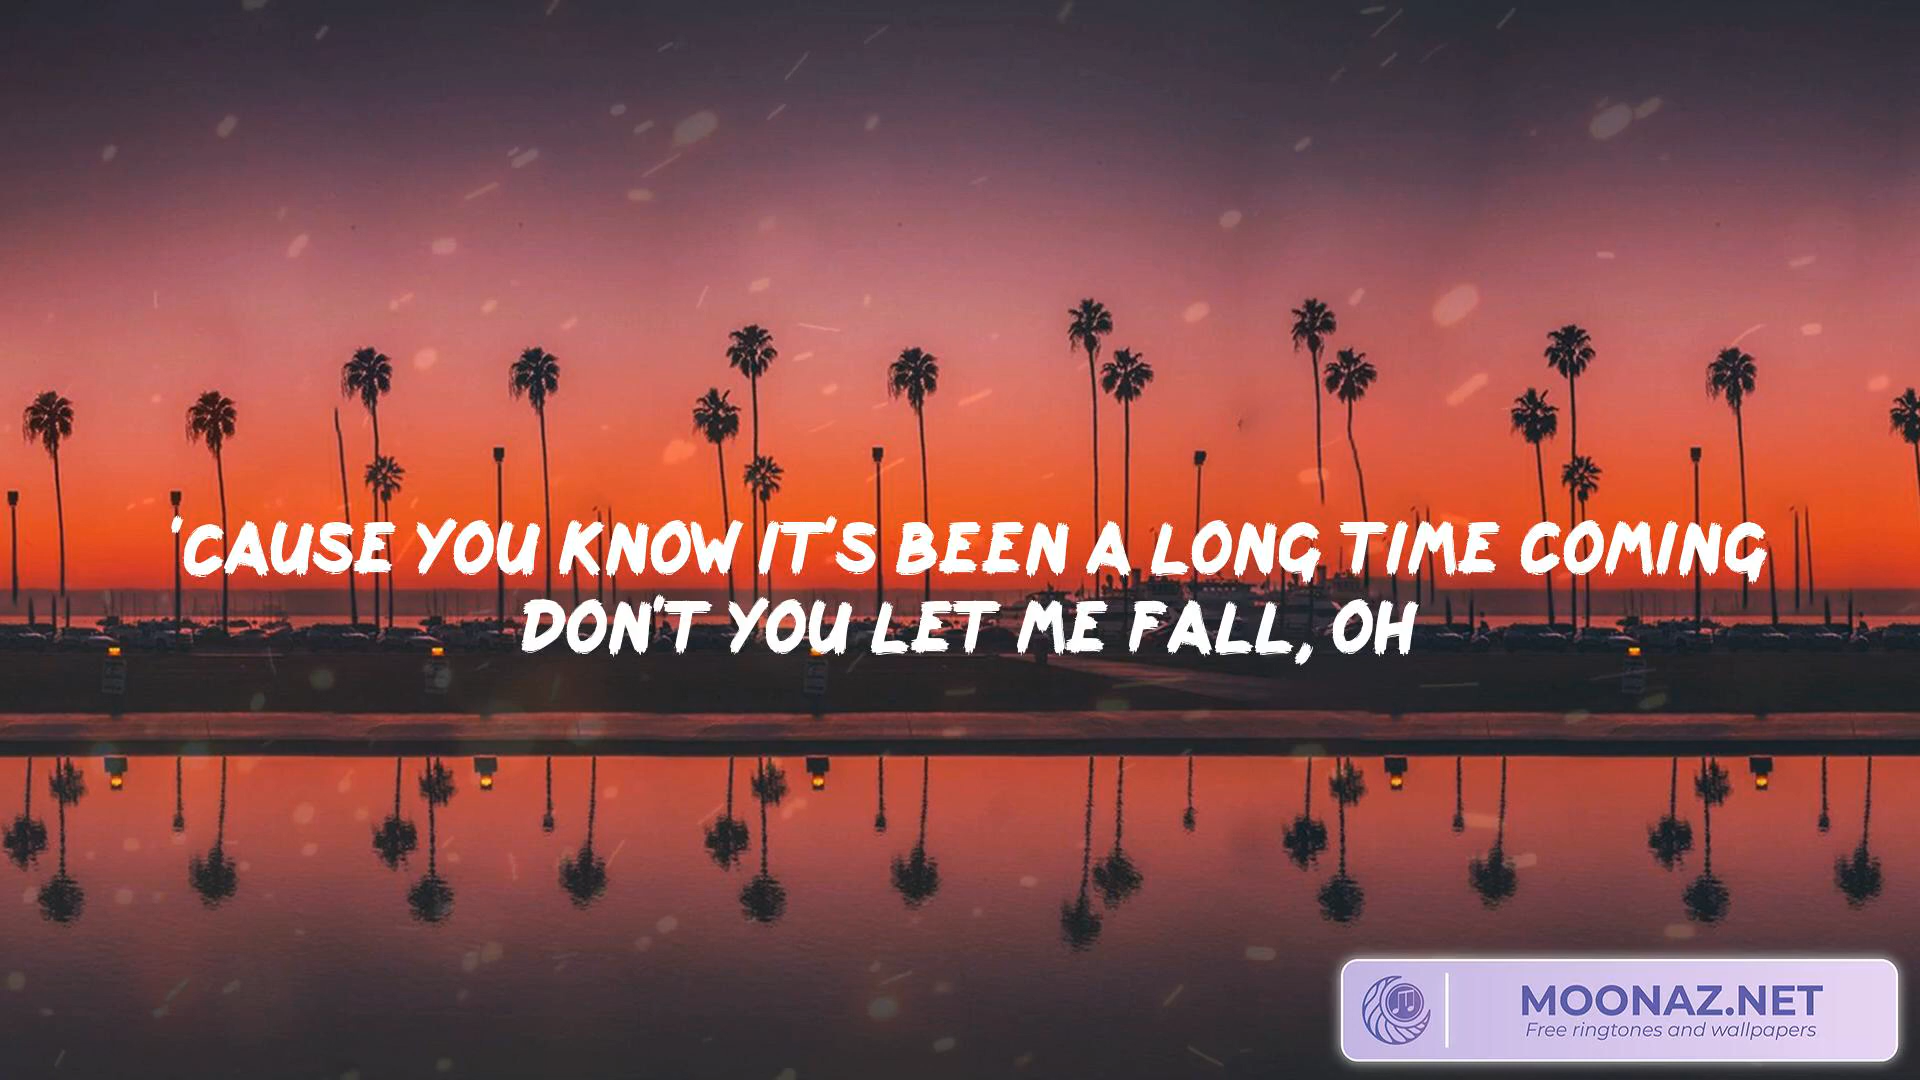 'CAUSE YOU KNOW IT'S BEEN A LONG TIME COMING
DON'T YOU LET ME FALL, OH
MOONAZ.NET
Free ringtones and wallpapers